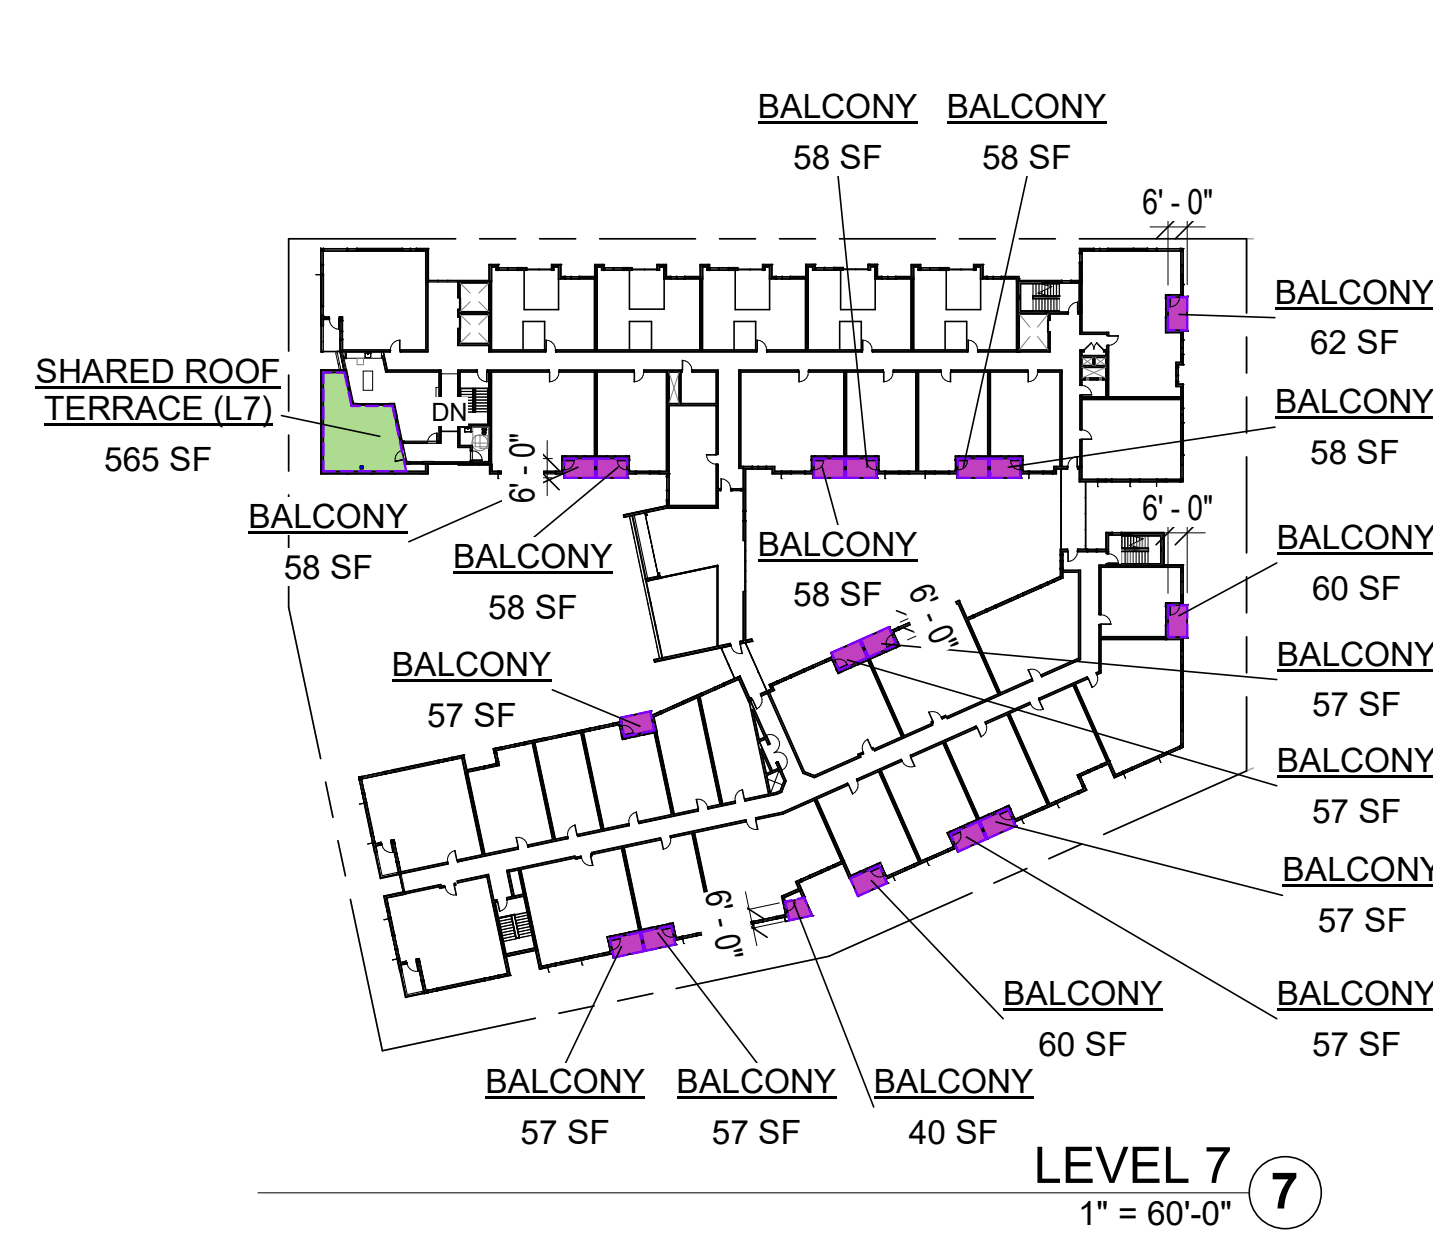 BALCONY
58 SF
BALCONY
58 SF
6' - 0"
BALCONY
62 SF
SHARED ROOF
TERRACE (L7)
565 SF
DN
BALCONY
58 SF
6' - 0"
BALCONY
58 SF
BALCONY
58 SF
BALCONY
58 SF
6' - 0"
BALCONY
60 SF
6' - 0"
BALCONY
57 SF
BALCONY
57 SF
BALCONY
57 SF
BALCONY
57 SF
6' - 0"
BALCONY
60 SF
BALCONY
57 SF
BALCONY
57 SF
BALCONY
57 SF
BALCONY
40 SF
LEVEL 7
7
1" = 60'-0"